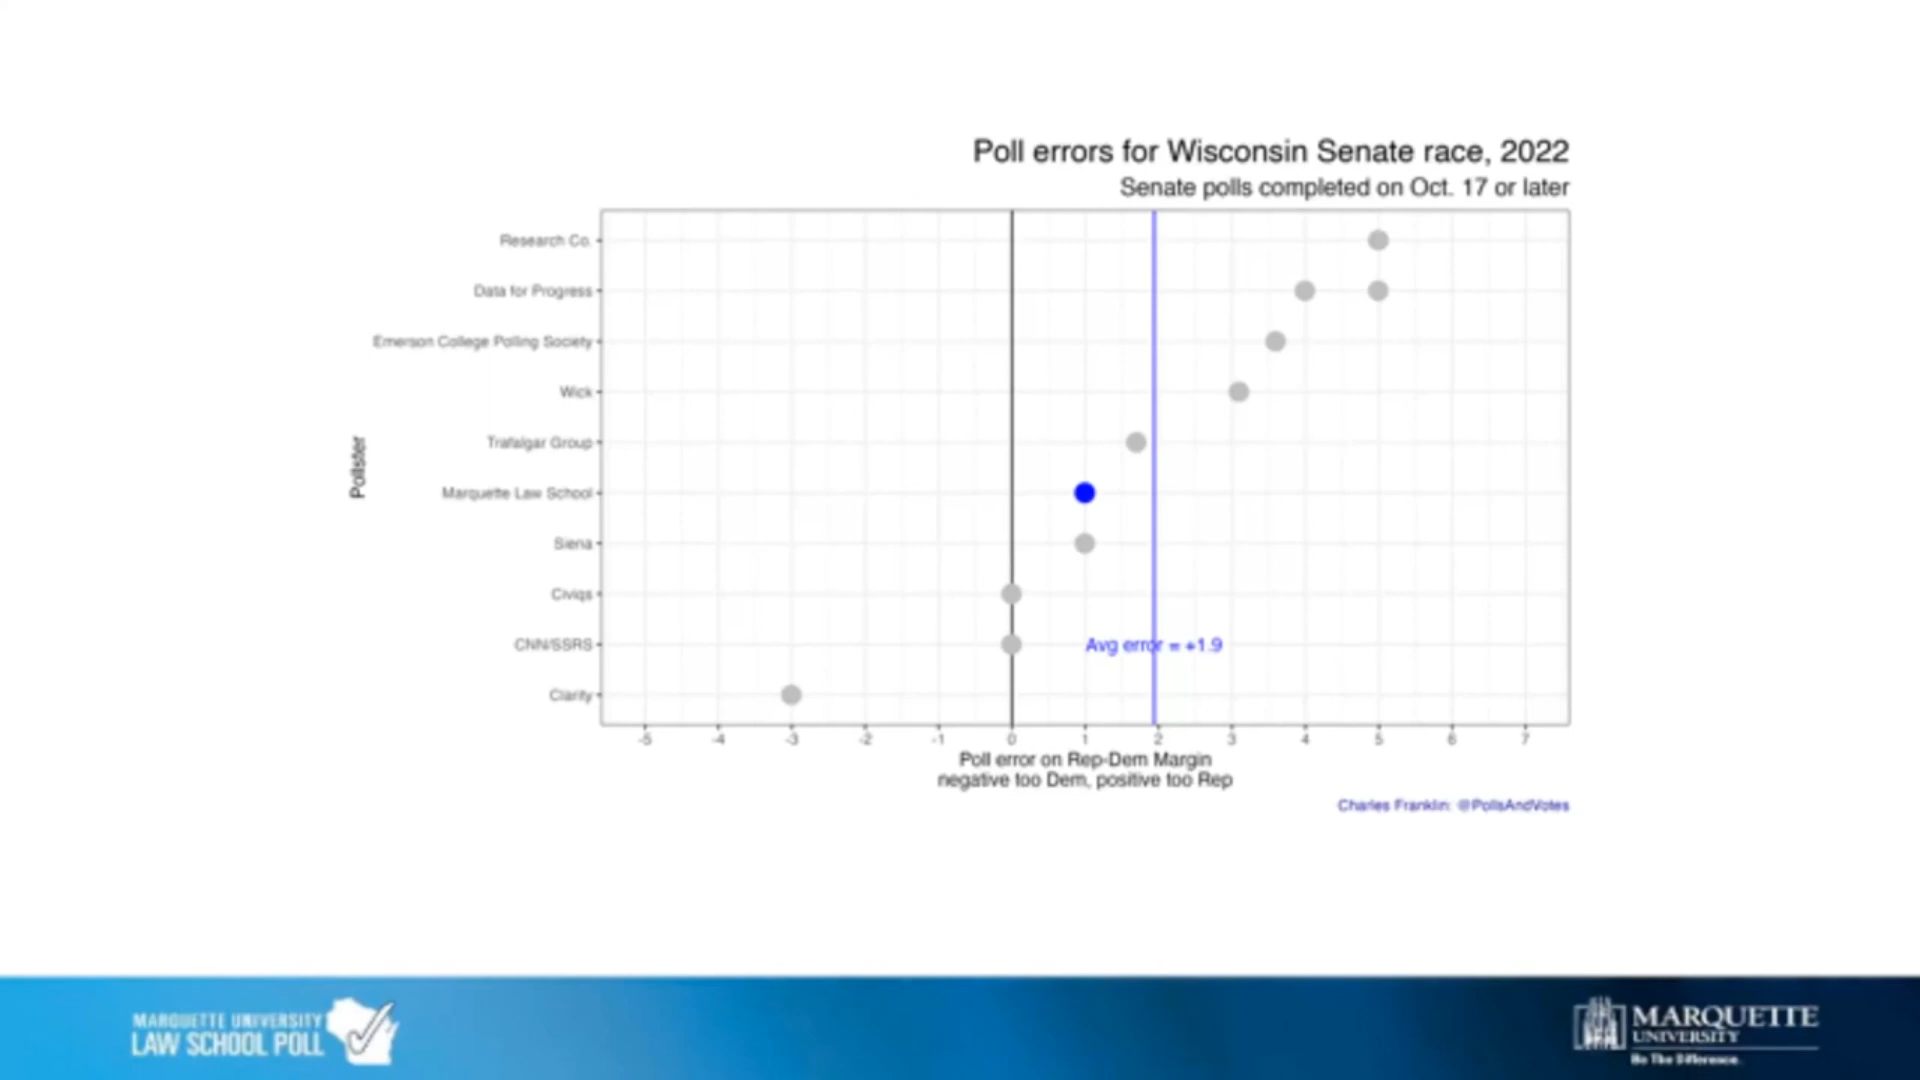 Poll errors for Wisconsin Senate race, 2022
Senate polls completed on Oct. 17 or later
Pollster
Research Co.
Data for Progress
Emerson College Polling Society
Wick
Trafalgar Group
Marquette Law School
Siena
Civiqs
CNN/SSRS
Clarity
Avg error = +1.9
-5 -4 -3 -2 -1 0 1 2 3 4 5 6 7
Poll error on Rep-Dem Margin
negative too Dem, positive too Rep
Charles Franklin: @PollsAndVotes
MARQUETTE UNIVERSITY
LAW SCHOOL POLL
MARQUETTE
UNIVERSITY
Be The Difference.